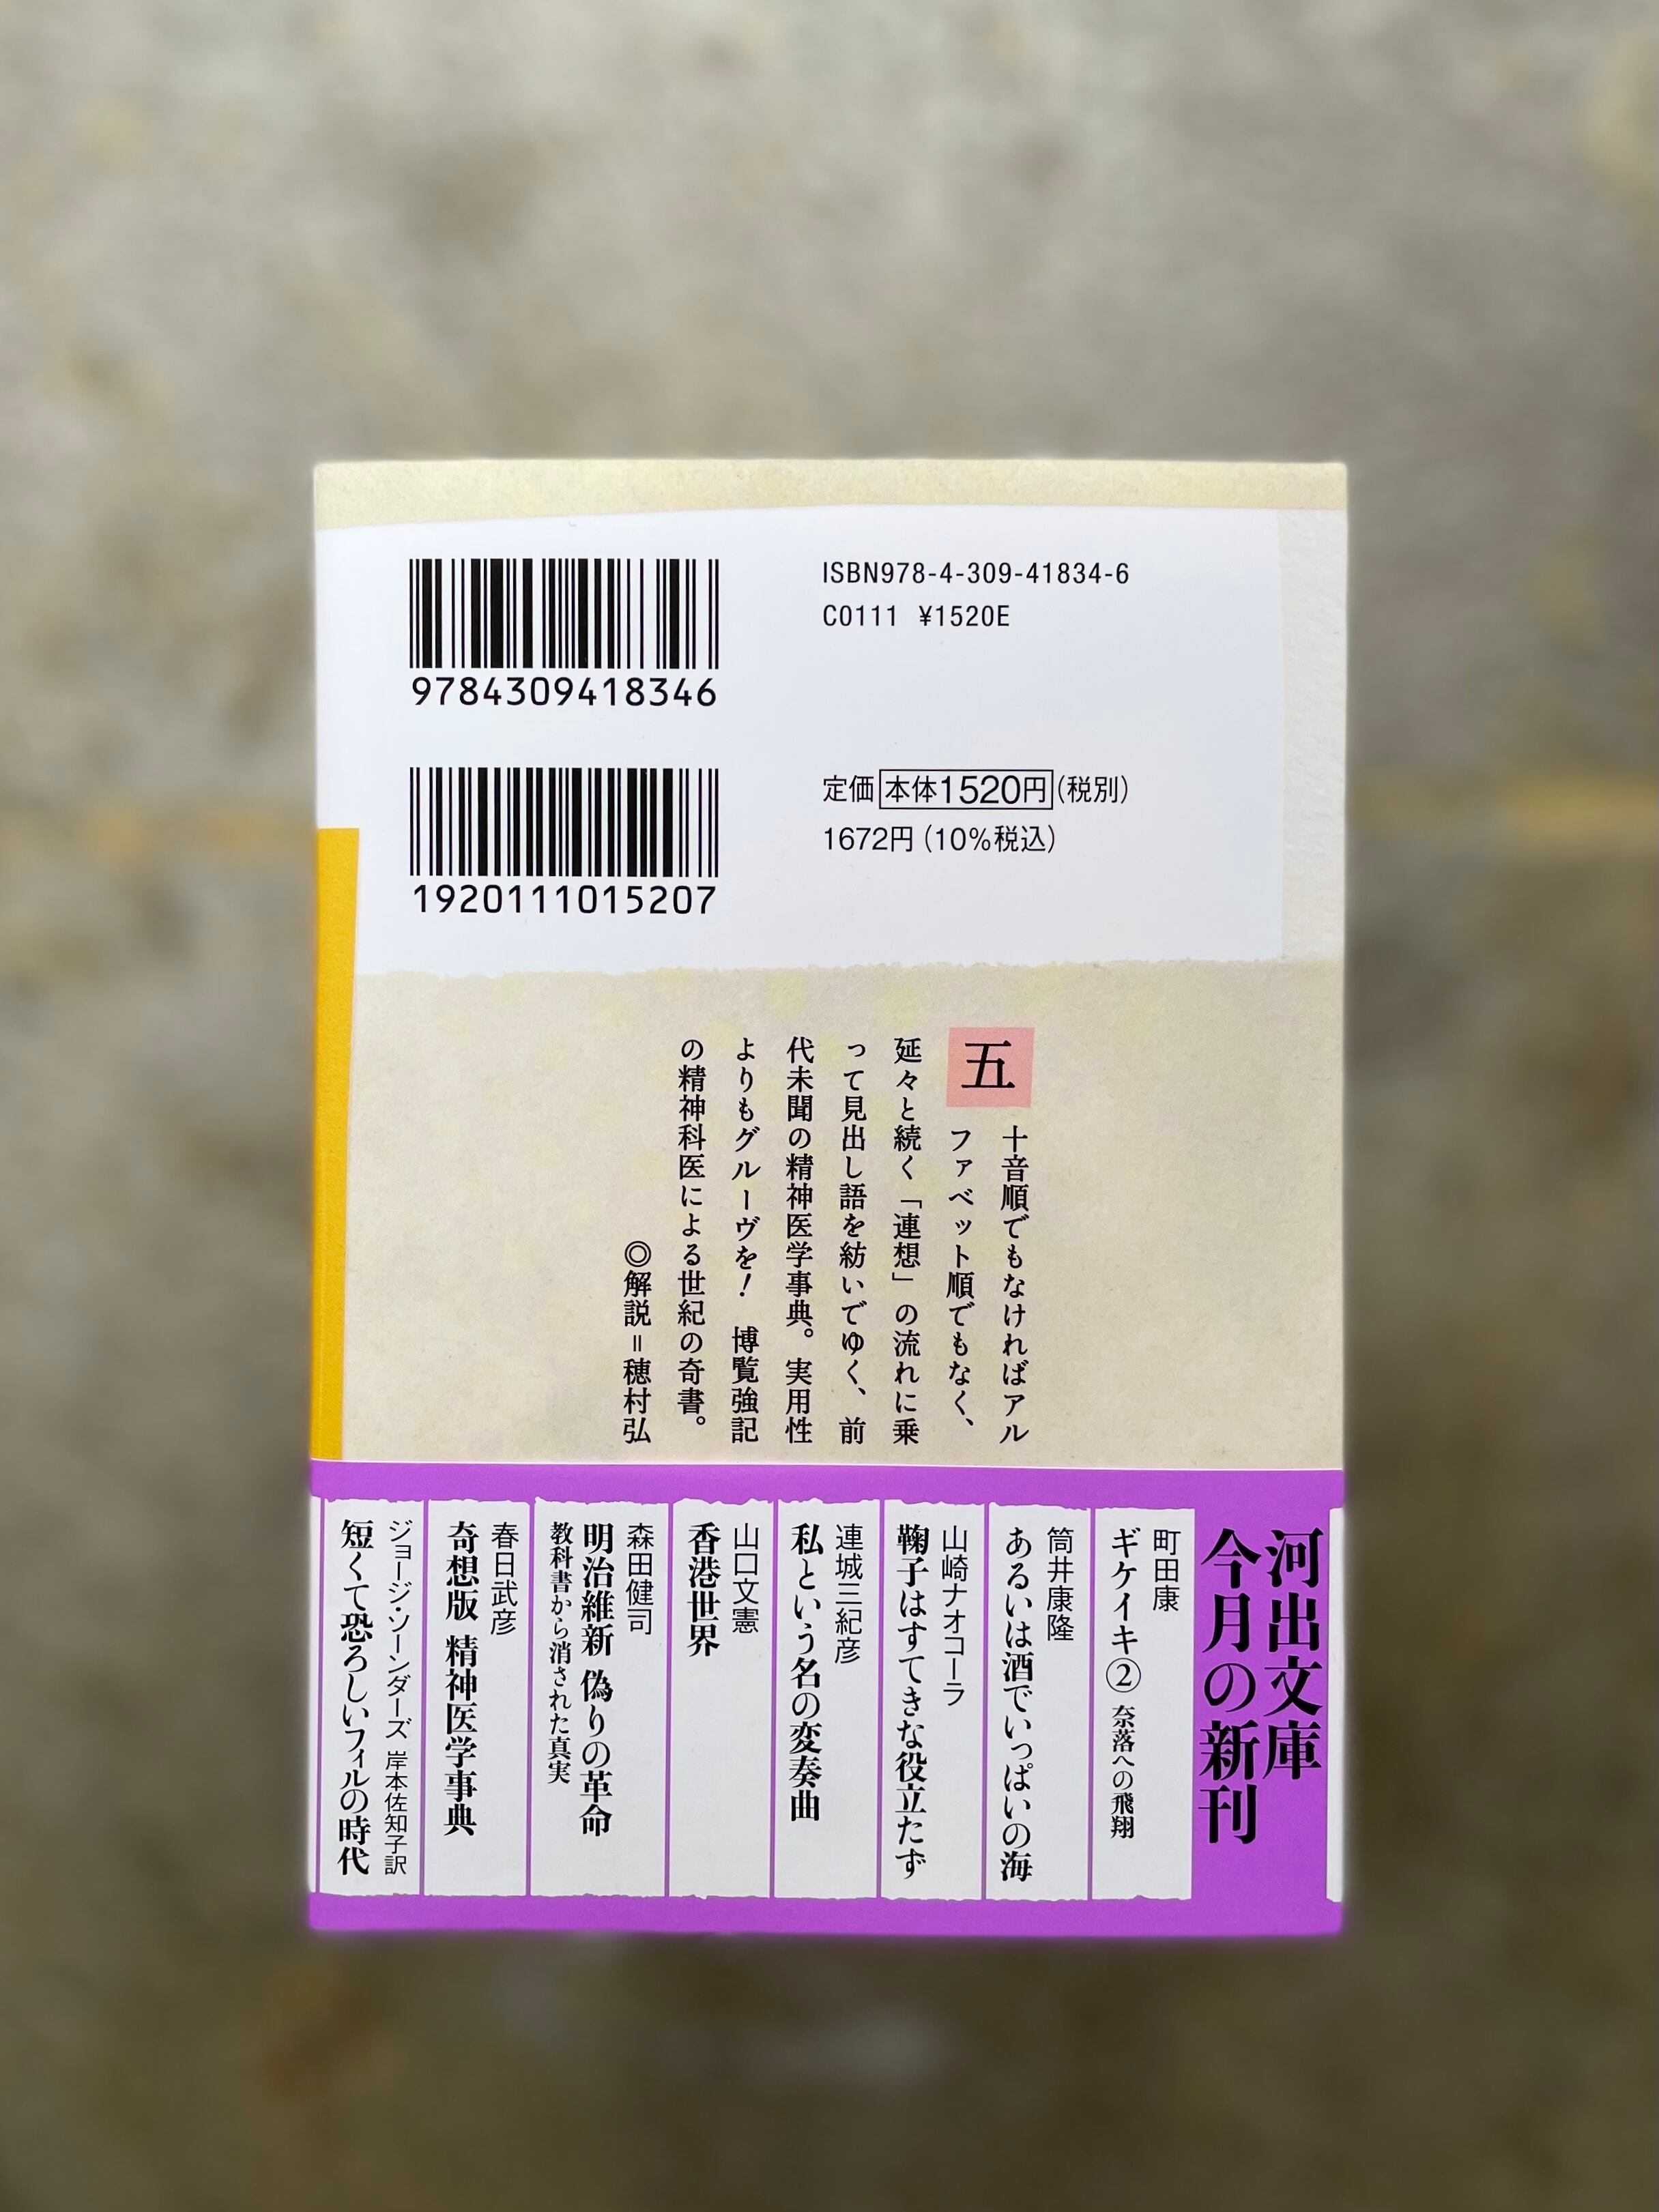 9784309418346
ISBN978-4-309-41834-6
C0111 ¥1520E
1920111015207
定価 本体1520円(税別)
1672円(10%税込)
五十音順でもなければアル
ファベット順でもなく、
延々と続く「連想」の流れに乗
って見出し語を紡いでゆく、前
代未聞の精神医学事典。実用性
よりもグルーヴを! 博覧強記
の精神科医による世紀の奇書。
◎解説=穂村弘
河出文庫
今月の新刊
町田康
ギケイキ② 奈落への飛翔
筒井康隆
あるいは酒でいっぱいの海
山崎ナオコーラ
鞠子はすてきな役立たず
連城三紀彦
私という名の変奏曲
山口文憲
香港世界
森田健司
明治維新 偽りの革命
教科書から消された真実
春日武彦
奇想版 精神医学事典
ジョージ・ソーンダーズ 岸本佐知子訳
短くて恐ろしいフィルの時代